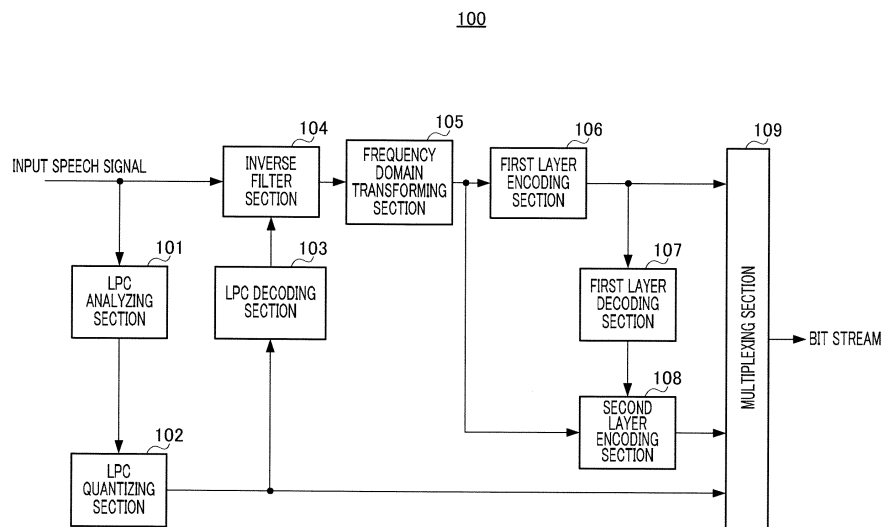 100
INPUT SPEECH SIGNAL
104
INVERSE
FILTER
SECTION
105
FREQUENCY
DOMAIN
TRANSFORMING
SECTION
106
FIRST LAYER
ENCODING
SECTION
109
MULTIPLEXING SECTION
101
LPC
ANALYZING
SECTION
103
LPC DECODING
SECTION
107
FIRST LAYER
DECODING
SECTION
BIT STREAM
108
SECOND
LAYER
ENCODING
SECTION
102
LPC
QUANTIZING
SECTION